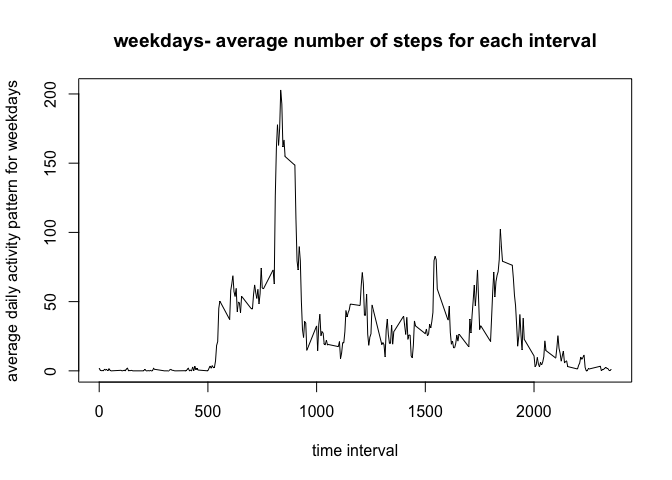 weekdays- average number of steps for each interval
average daily activity pattern for weekdays
200
150
100
50
0
0 500 1000 1500 2000
time interval